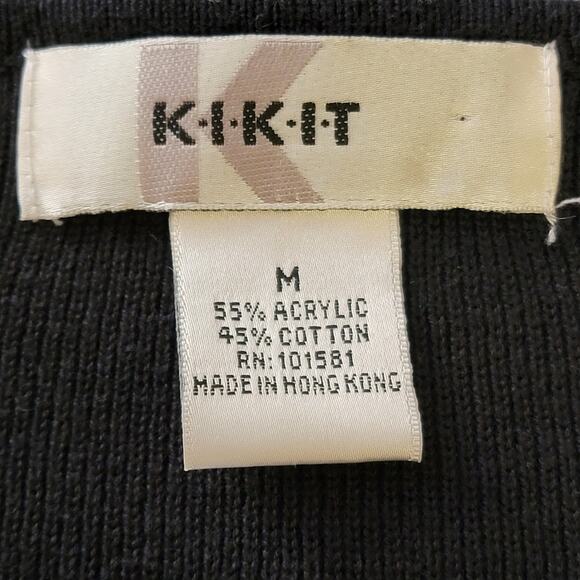 K·I·K·I·T
M
55% ACRYLIC
45% COTTON
RN:101581
MADE IN HONG KONG